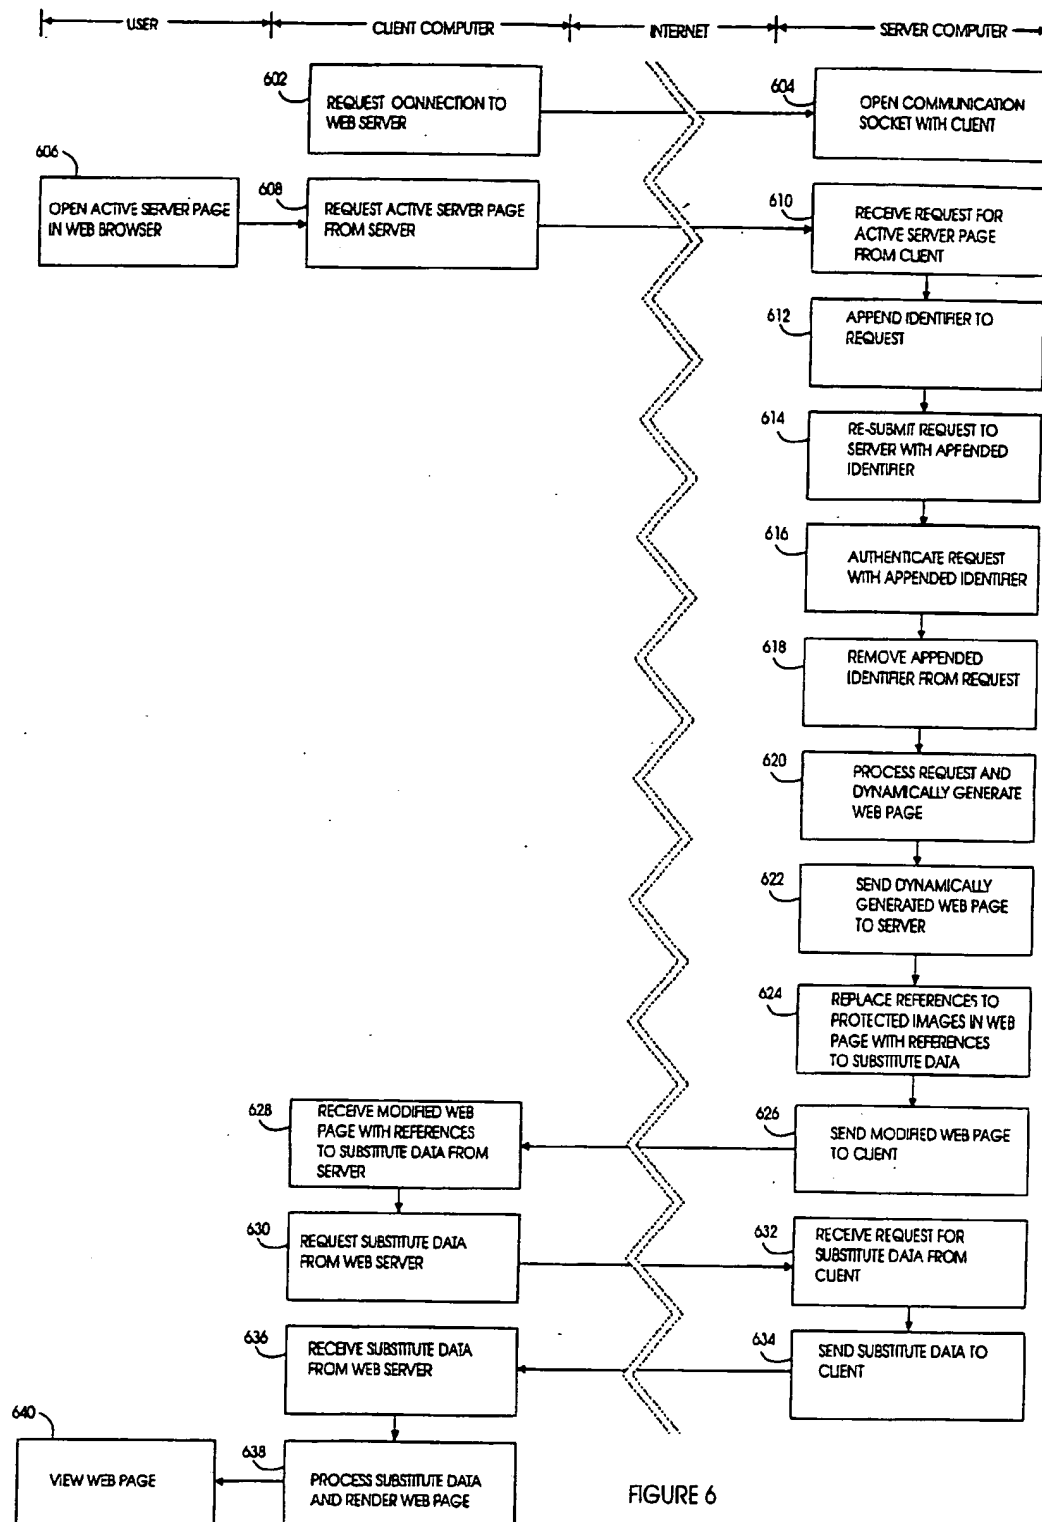 USER CLIENT COMPUTER INTERNET SERVER COMPUTER
602
REQUEST CONNECTION TO
WEB SERVER
604
OPEN COMMUNICATION
SOCKET WITH CLIENT
606
OPEN ACTIVE SERVER PAGE
IN WEB BROWSER
608
REQUEST ACTIVE SERVER PAGE
FROM SERVER
610
RECEIVE REQUEST FOR
ACTIVE SERVER PAGE
FROM CLIENT
612
APPEND IDENTIFIER TO
REQUEST
614
RE-SUBMIT REQUEST TO
SERVER WITH APPENDED
IDENTIFIER
616
AUTHENTICATE REQUEST
WITH APPENDED IDENTIFIER
618
REMOVE APPENDED
IDENTIFIER FROM REQUEST
620
PROCESS REQUEST AND
DYNAMICALLY GENERATE
WEB PAGE
622
SEND DYNAMICALLY
GENERATED WEB PAGE
TO SERVER
624
REPLACE REFERENCES TO
PROTECTED IMAGES IN WEB
PAGE WITH REFERENCES
TO SUBSTITUTE DATA
626
SEND MODIFIED WEB PAGE
TO CLIENT
628
RECEIVE MODIFIED WEB
PAGE WITH REFERENCES
TO SUBSTITUTE DATA FROM
SERVER
630
REQUEST SUBSTITUTE DATA
FROM WEB SERVER
632
RECEIVE REQUEST FOR
SUBSTITUTE DATA FROM
CLIENT
634
SEND SUBSTITUTE DATA TO
CLIENT
636
RECEIVE SUBSTITUTE DATA
FROM WEB SERVER
638
PROCESS SUBSTITUTE DATA
AND RENDER WEB PAGE
640
VIEW WEB PAGE
FIGURE 6